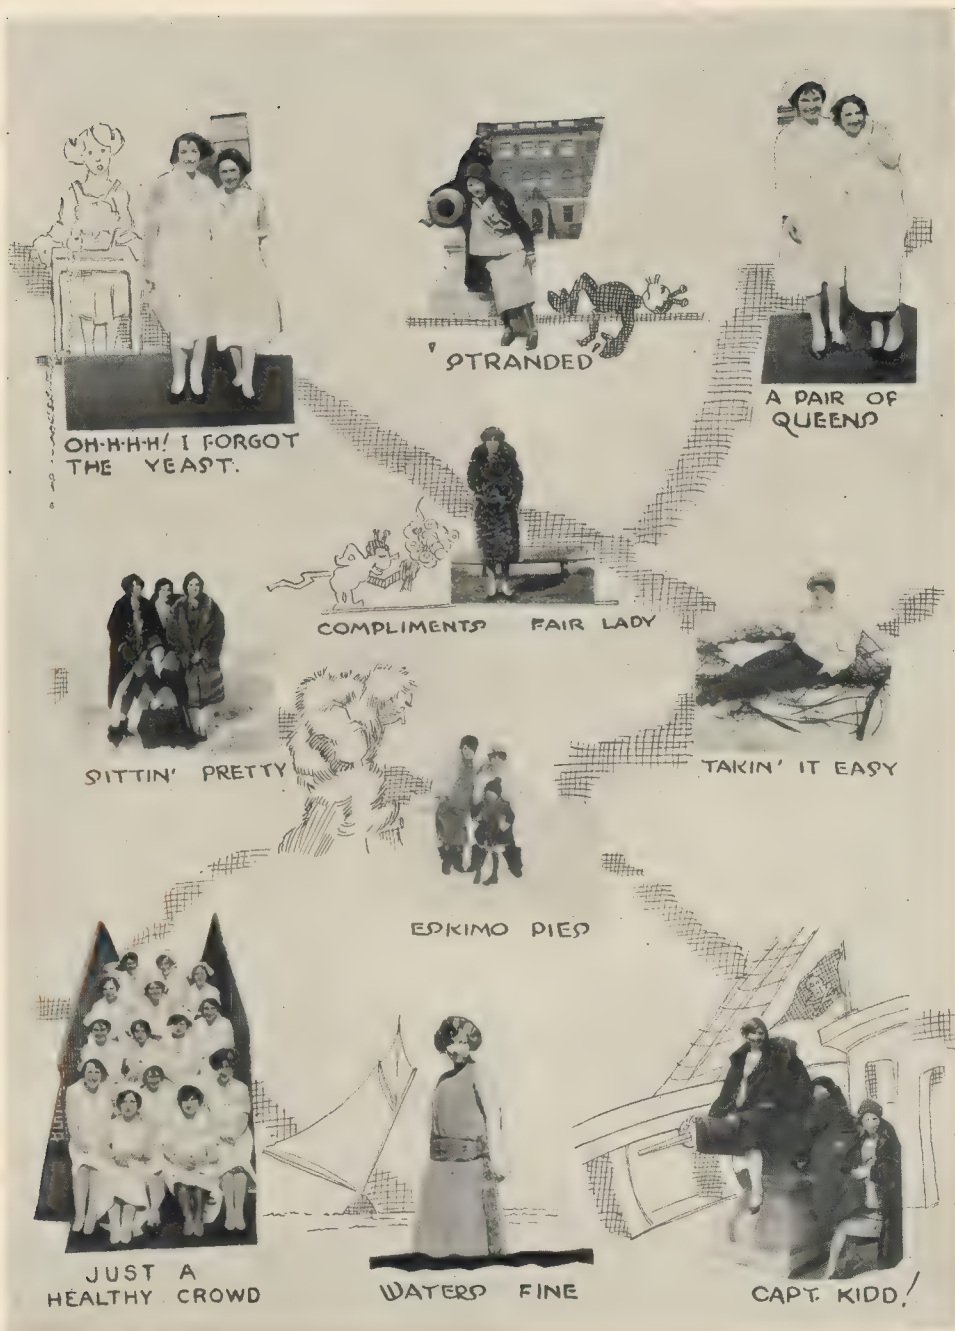 OH-H-H-H! I FORGOT
THE YEAST.
'STRANDED'
A PAIR OF
QUEENS
COMPLIMENTS FAIR LADY
SITTIN' PRETTY
TAKIN' IT EASY
ESKIMO PIES
JUST A
HEALTHY CROWD
WATERS FINE
CAPT. KIDD!